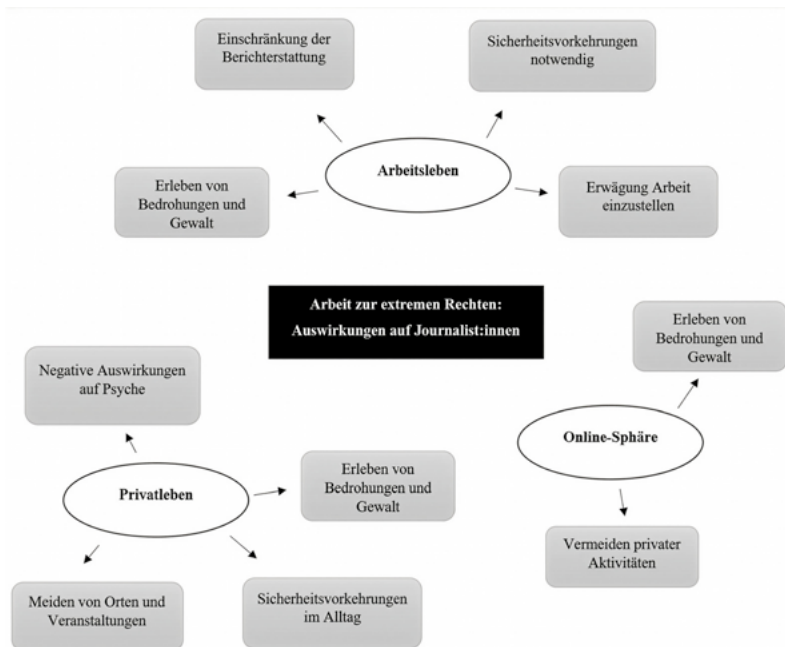 Einschränkung der
Berichterstattung
Sicherheitsvorkehrungen
notwendig
Arbeitsleben
Erleben von
Bedrohungen und
Gewalt
Erwägung Arbeit
einzustellen
Arbeit zur extremen Rechten:
Auswirkungen auf Journalist:innen
Negative Auswirkungen
auf Psyche
Privatleben
Erleben von
Bedrohungen und
Gewalt
Meiden von Orten und
Veranstaltungen
Sicherheitsvorkehrungen
im Alltag
Erleben von
Bedrohungen und
Gewalt
Online-Sphäre
Vermeiden privater
Aktivitäten